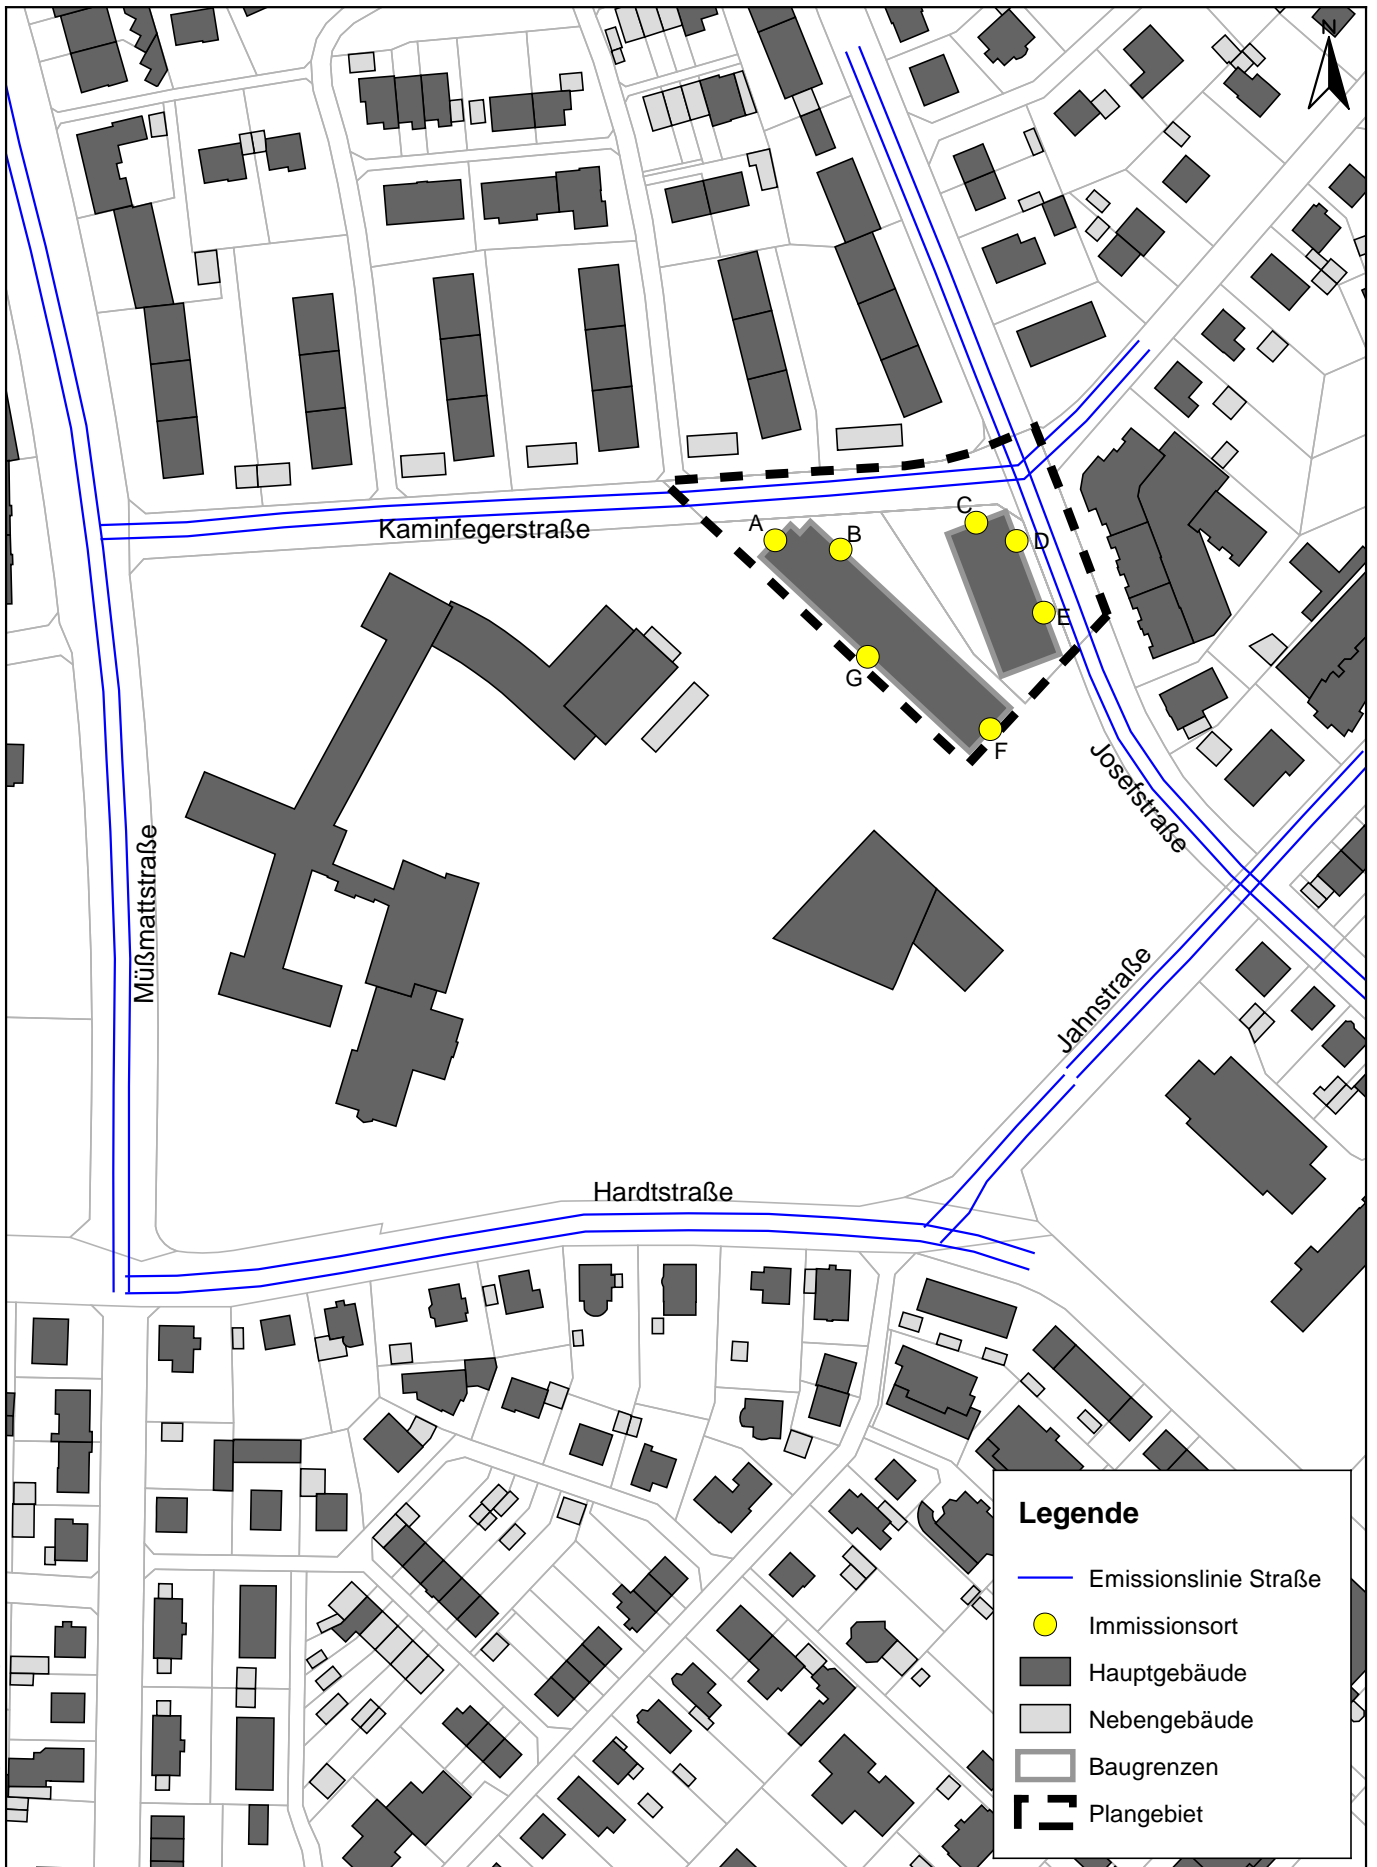 N
Kaminfegerstraße
A
B
C
D
E
G
F
Josefstraße
Müßmattstraße
Jahnstraße
Hardtstraße
Legende
Emissionslinie Straße
Immissionsort
Hauptgebäude
Nebengebäude
Baugrenzen
Plangebiet